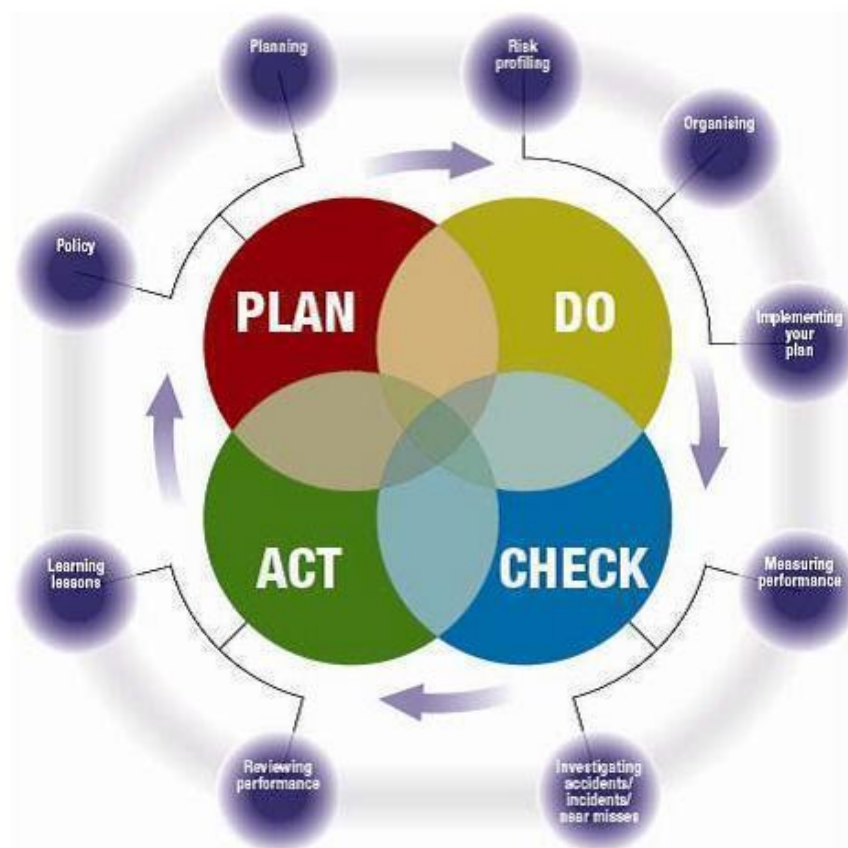 Planning
Risk
profiling
Organising
Policy
PLAN
DO
Implementing
your
plan
Learning
lessons
ACT
CHECK
Measuring
performance
Reviewing
performance
Investigating
accidents/
incidents/
near misses